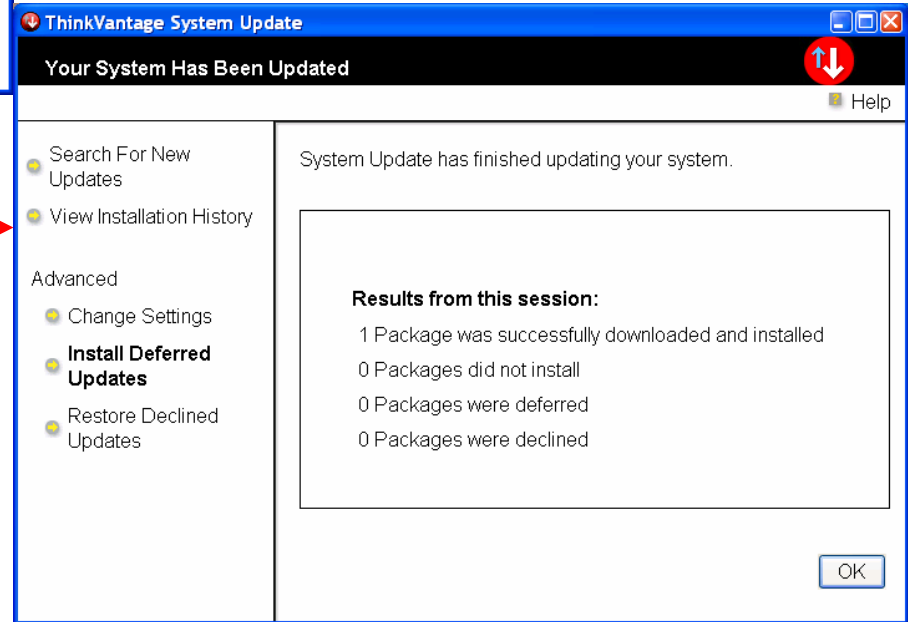 ThinkVantage System Update
Your System Has Been Updated
Help
Search For New
Updates
View Installation History
Advanced
Change Settings
Install Deferred
Updates
Restore Declined
Updates
System Update has finished updating your system.
Results from this session:
1 Package was successfully downloaded and installed
0 Packages did not install
0 Packages were deferred
0 Packages were declined
OK